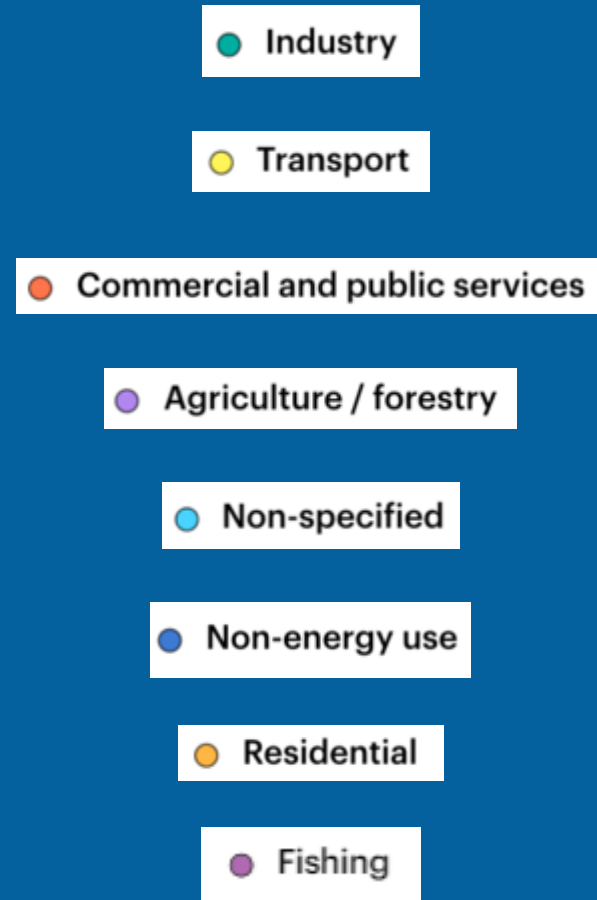 Industry
Transport
Commercial and public services
Agriculture / forestry
Non-specified
Non-energy use
Residential
Fishing